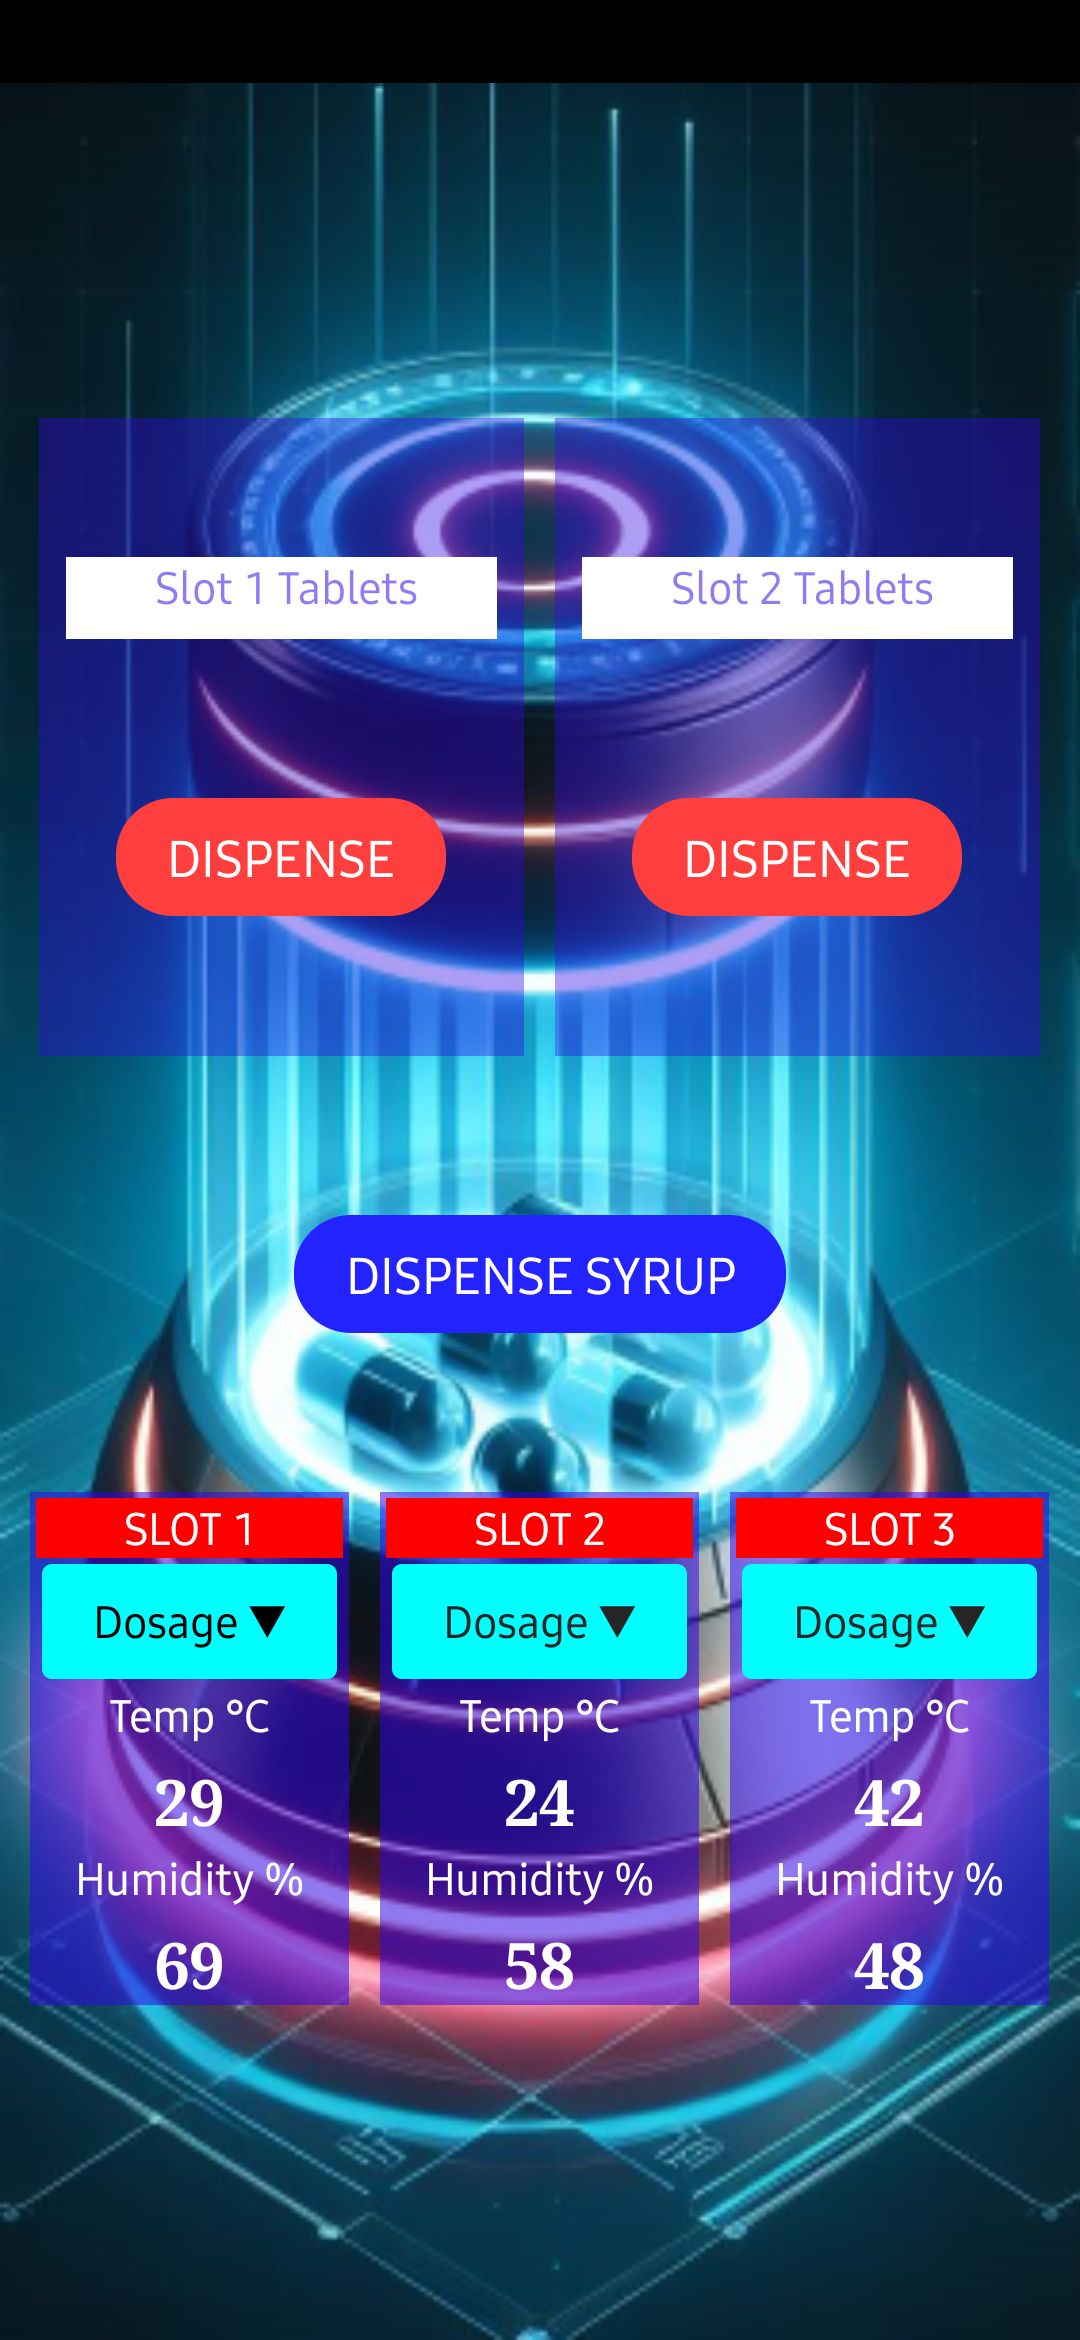 Slot 1 Tablets
Slot 2 Tablets
DISPENSE
DISPENSE
DISPENSE SYRUP
SLOT 1
Dosage ▼
Temp °C
29
Humidity %
69
SLOT 2
Dosage ▼
Temp °C
24
Humidity %
58
SLOT 3
Dosage ▼
Temp °C
42
Humidity %
48